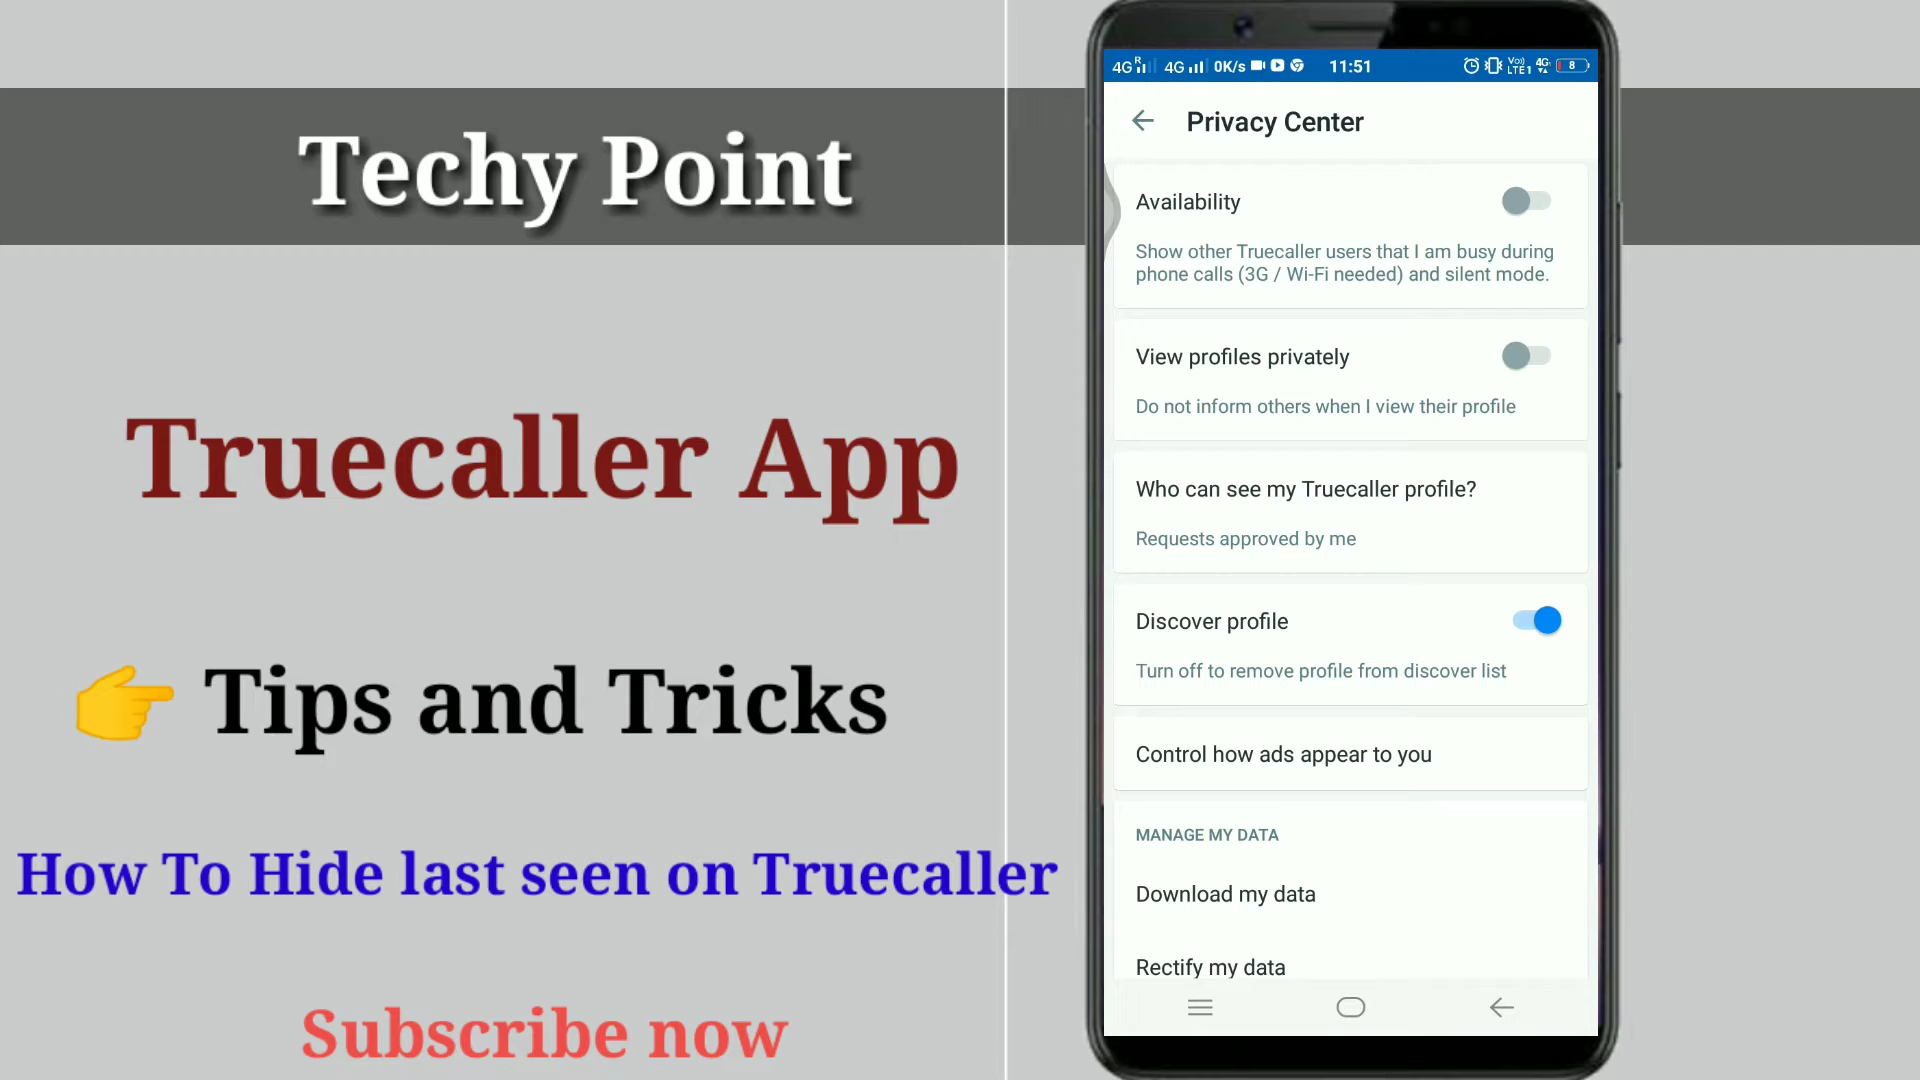 Techy Point
Truecaller App
👉 Tips and Tricks
How To Hide last seen on Truecaller
Subscribe now
4G R 4G 0K/s 11:51 Vo)) LTE1 4G 8
Privacy Center
Availability
Show other Truecaller users that I am busy during
phone calls (3G / Wi-Fi needed) and silent mode.
View profiles privately
Do not inform others when I view their profile
Who can see my Truecaller profile?
Requests approved by me
Discover profile
Turn off to remove profile from discover list
Control how ads appear to you
MANAGE MY DATA
Download my data
Rectify my data